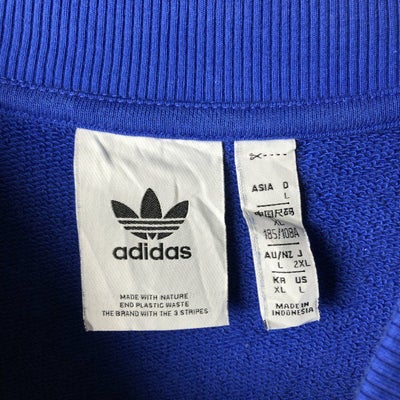 adidas
MADE WITH NATURE
END PLASTIC WASTE
THE BRAND WITH THE 3 STRIPES
ASIA D
L
XL
185/108A
AU/NZ J
L 2XL
KR US
XL L
MADE IN
INDONESIA